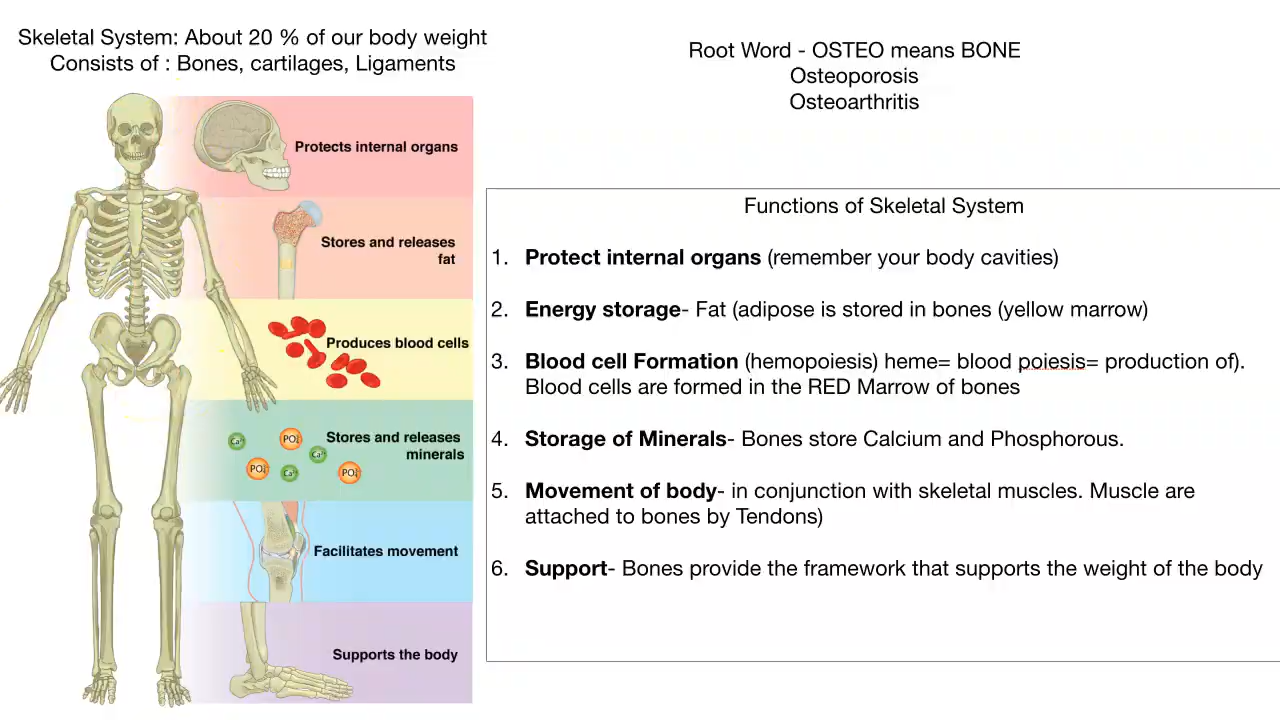 Skeletal System: About 20 % of our body weight
Consists of : Bones, cartilages, Ligaments
Root Word - OSTEO means BONE
Osteoporosis
Osteoarthritis
Protects internal organs
Stores and releases
fat
Produces blood cells
Ca²⁺
PO₄³⁻
Ca²⁺
PO₄³⁻
Ca²⁺
PO₄³⁻
Stores and releases
minerals
Facilitates movement
Supports the body
Functions of Skeletal System
1. Protect internal organs (remember your body cavities)
2. Energy storage- Fat (adipose is stored in bones (yellow marrow)
3. Blood cell Formation (hemopoiesis) heme= blood poiesis= production of).
Blood cells are formed in the RED Marrow of bones
4. Storage of Minerals- Bones store Calcium and Phosphorous.
5. Movement of body- in conjunction with skeletal muscles. Muscle are
attached to bones by Tendons)
6. Support- Bones provide the framework that supports the weight of the body